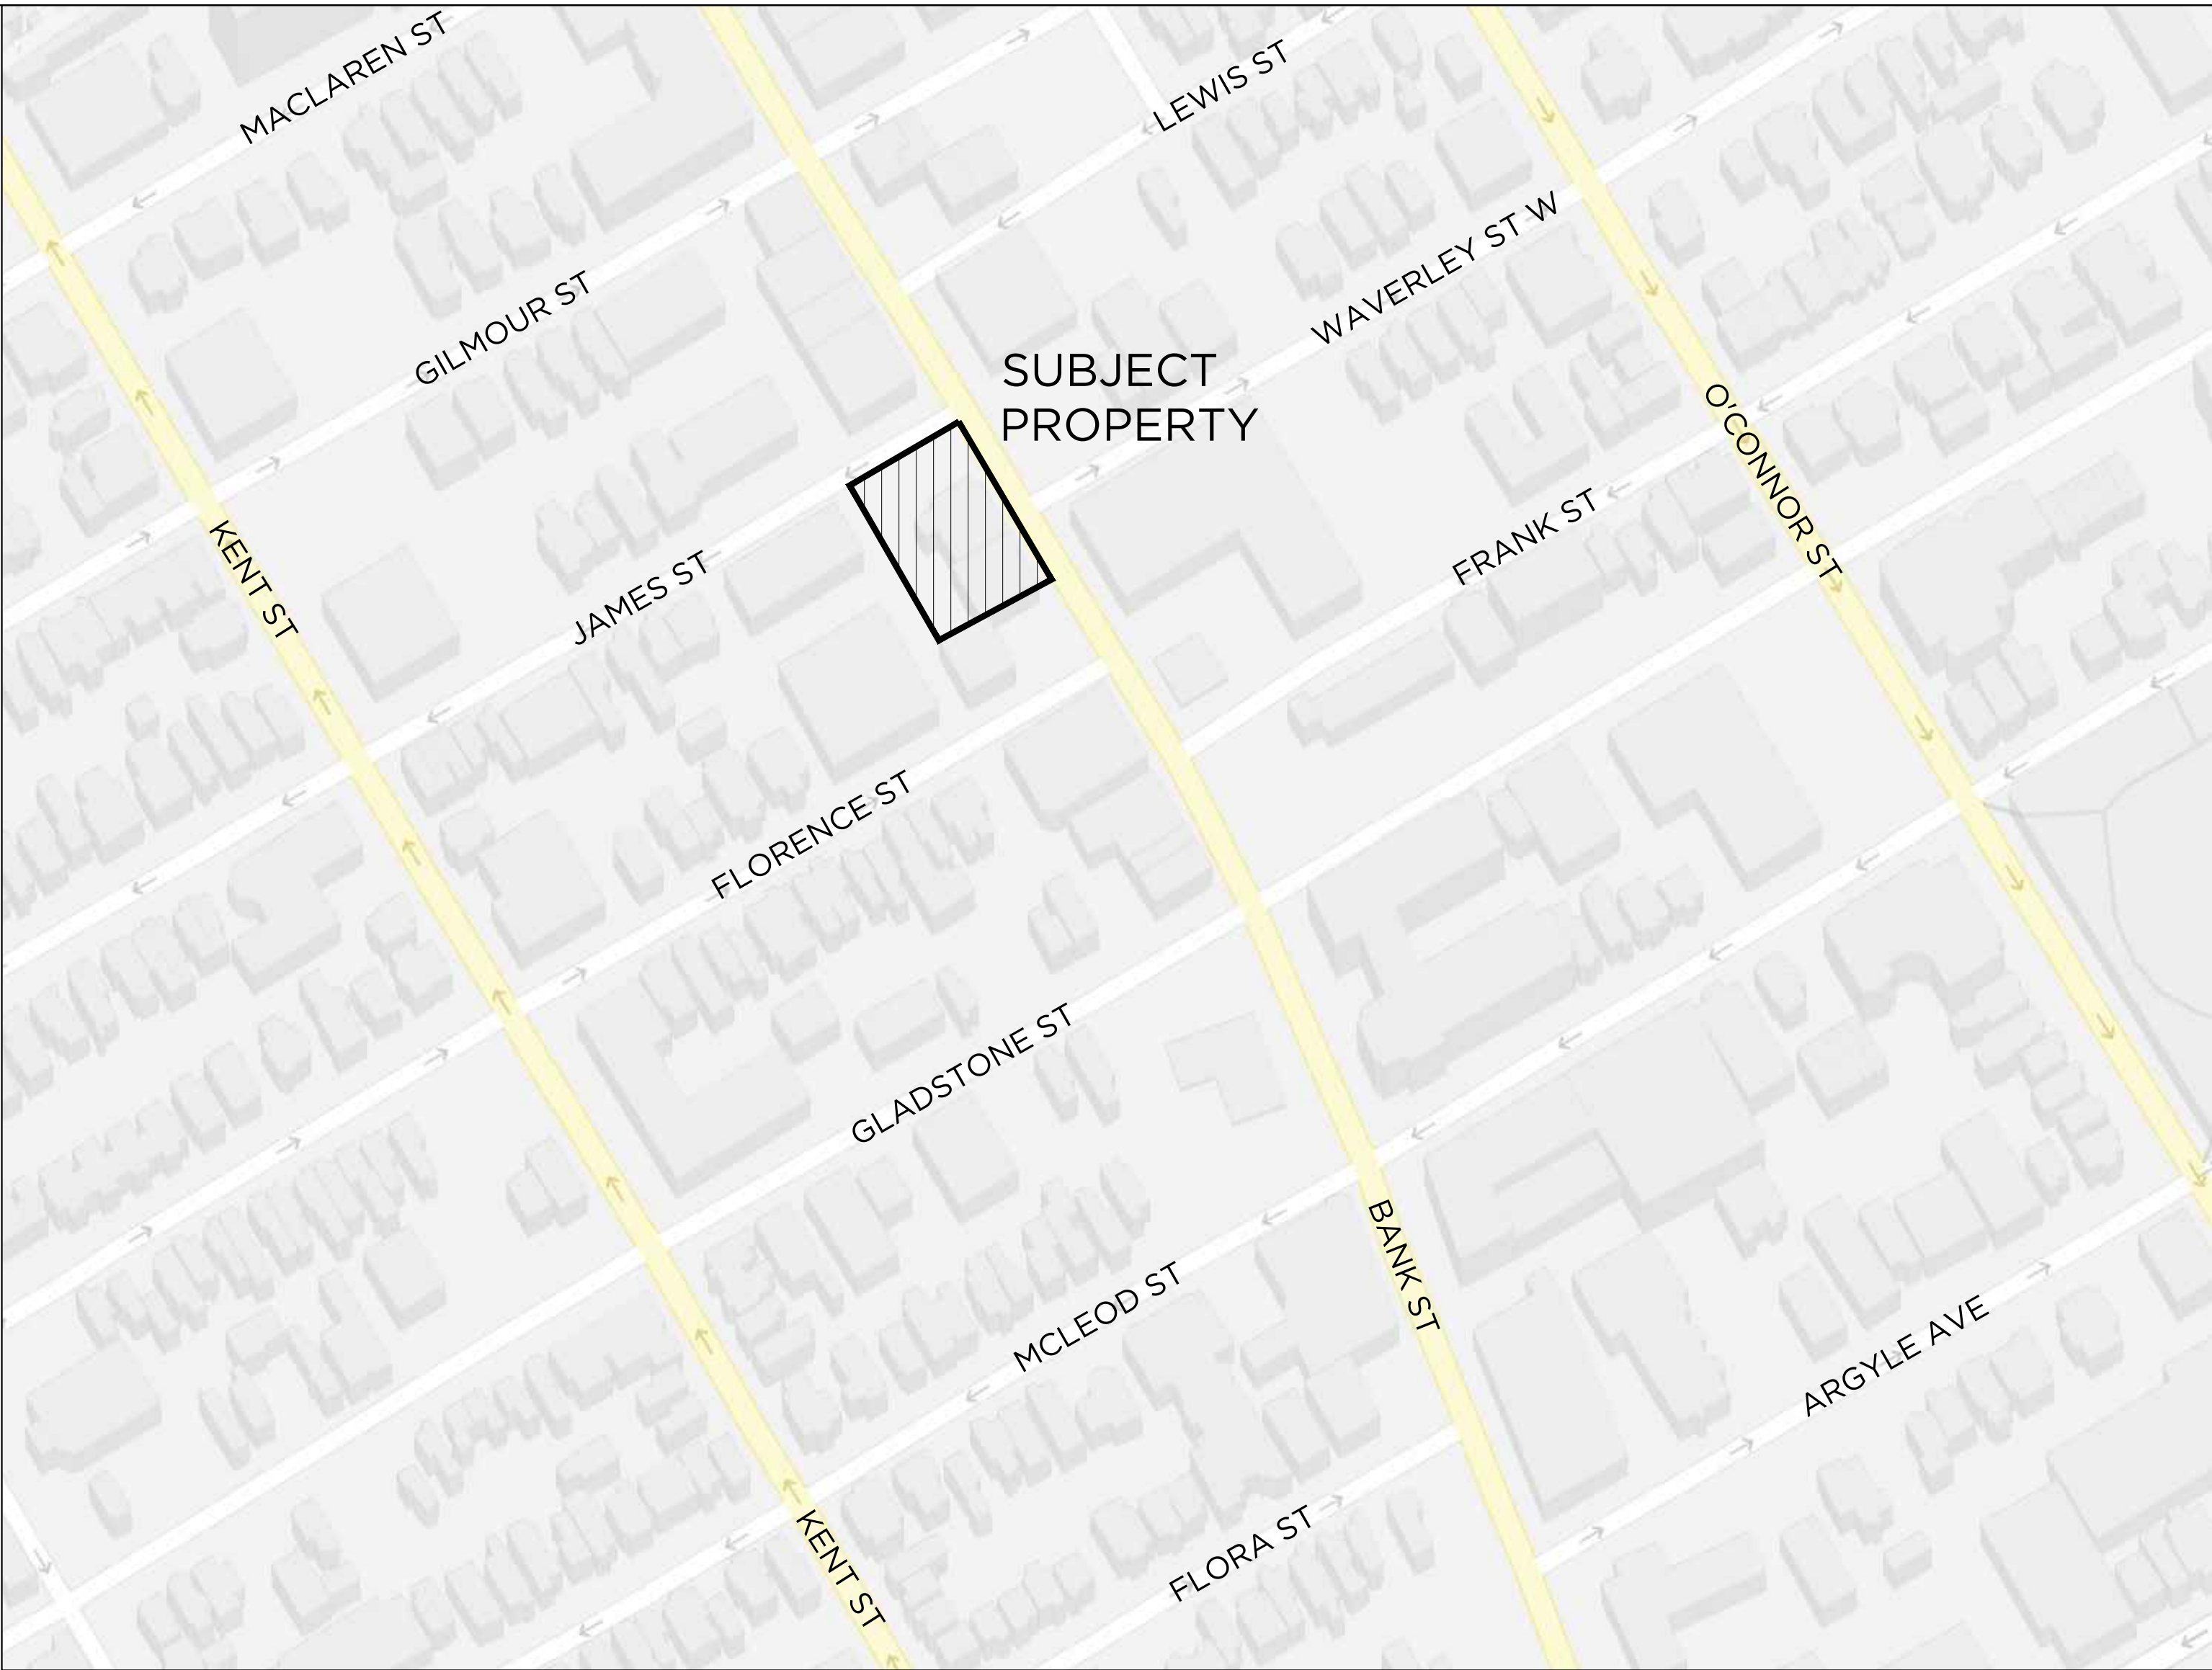 MACLAREN ST
LEWIS ST
WAVERLEY ST W
GILMOUR ST
SUBJECT
PROPERTY
O'CONNOR ST
KENT ST
FRANK ST
JAMES ST
FLORENCE ST
GLADSTONE ST
BANK ST
MCLEOD ST
ARGYLE AVE
KENT ST
FLORA ST